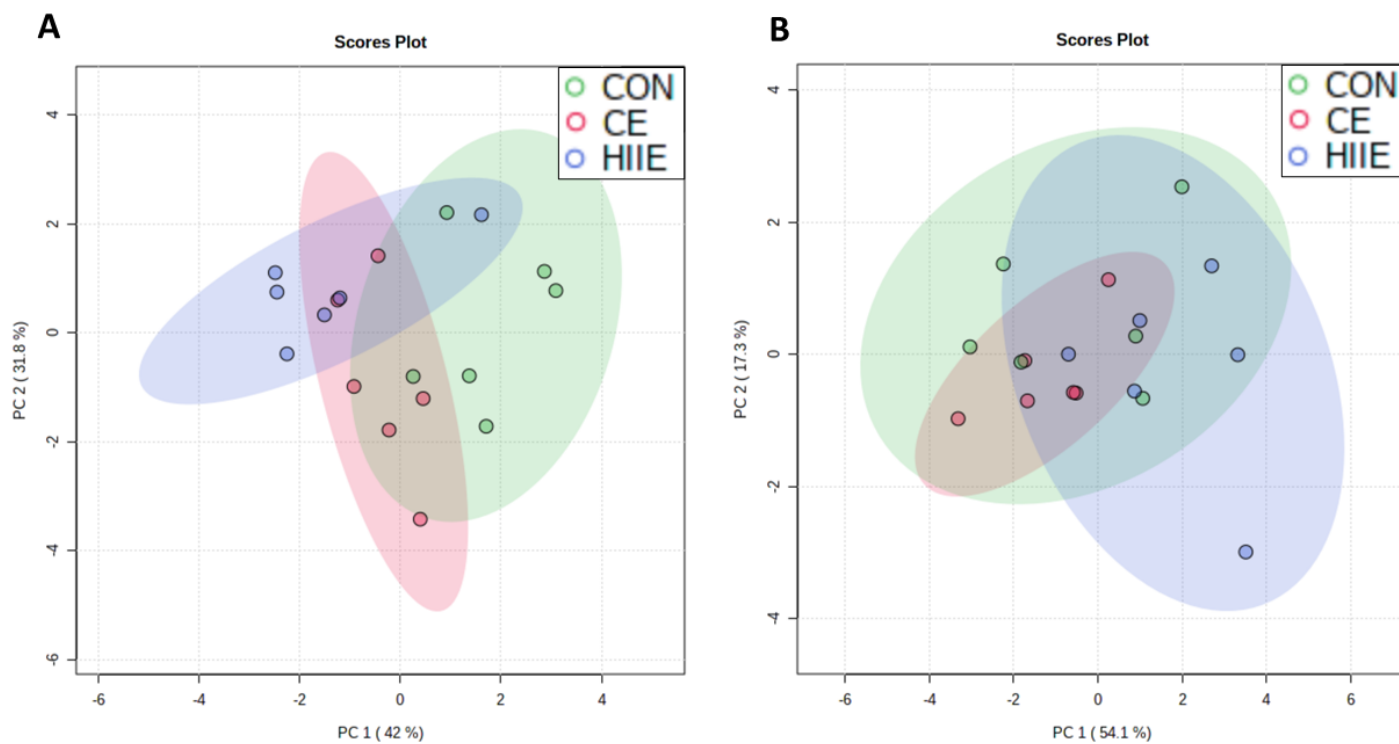 A
Scores Plot
CON
CE
HIIE
4
2
0
-2
-4
-6
PC 2 ( 31.8 %)
-6
-4
-2
0
2
4
PC 1 ( 42 %)
B
Scores Plot
CON
CE
HIIE
4
2
0
-2
-4
PC 2 ( 17.3 %)
-6
-4
-2
0
2
4
6
PC 1 ( 54.1 %)